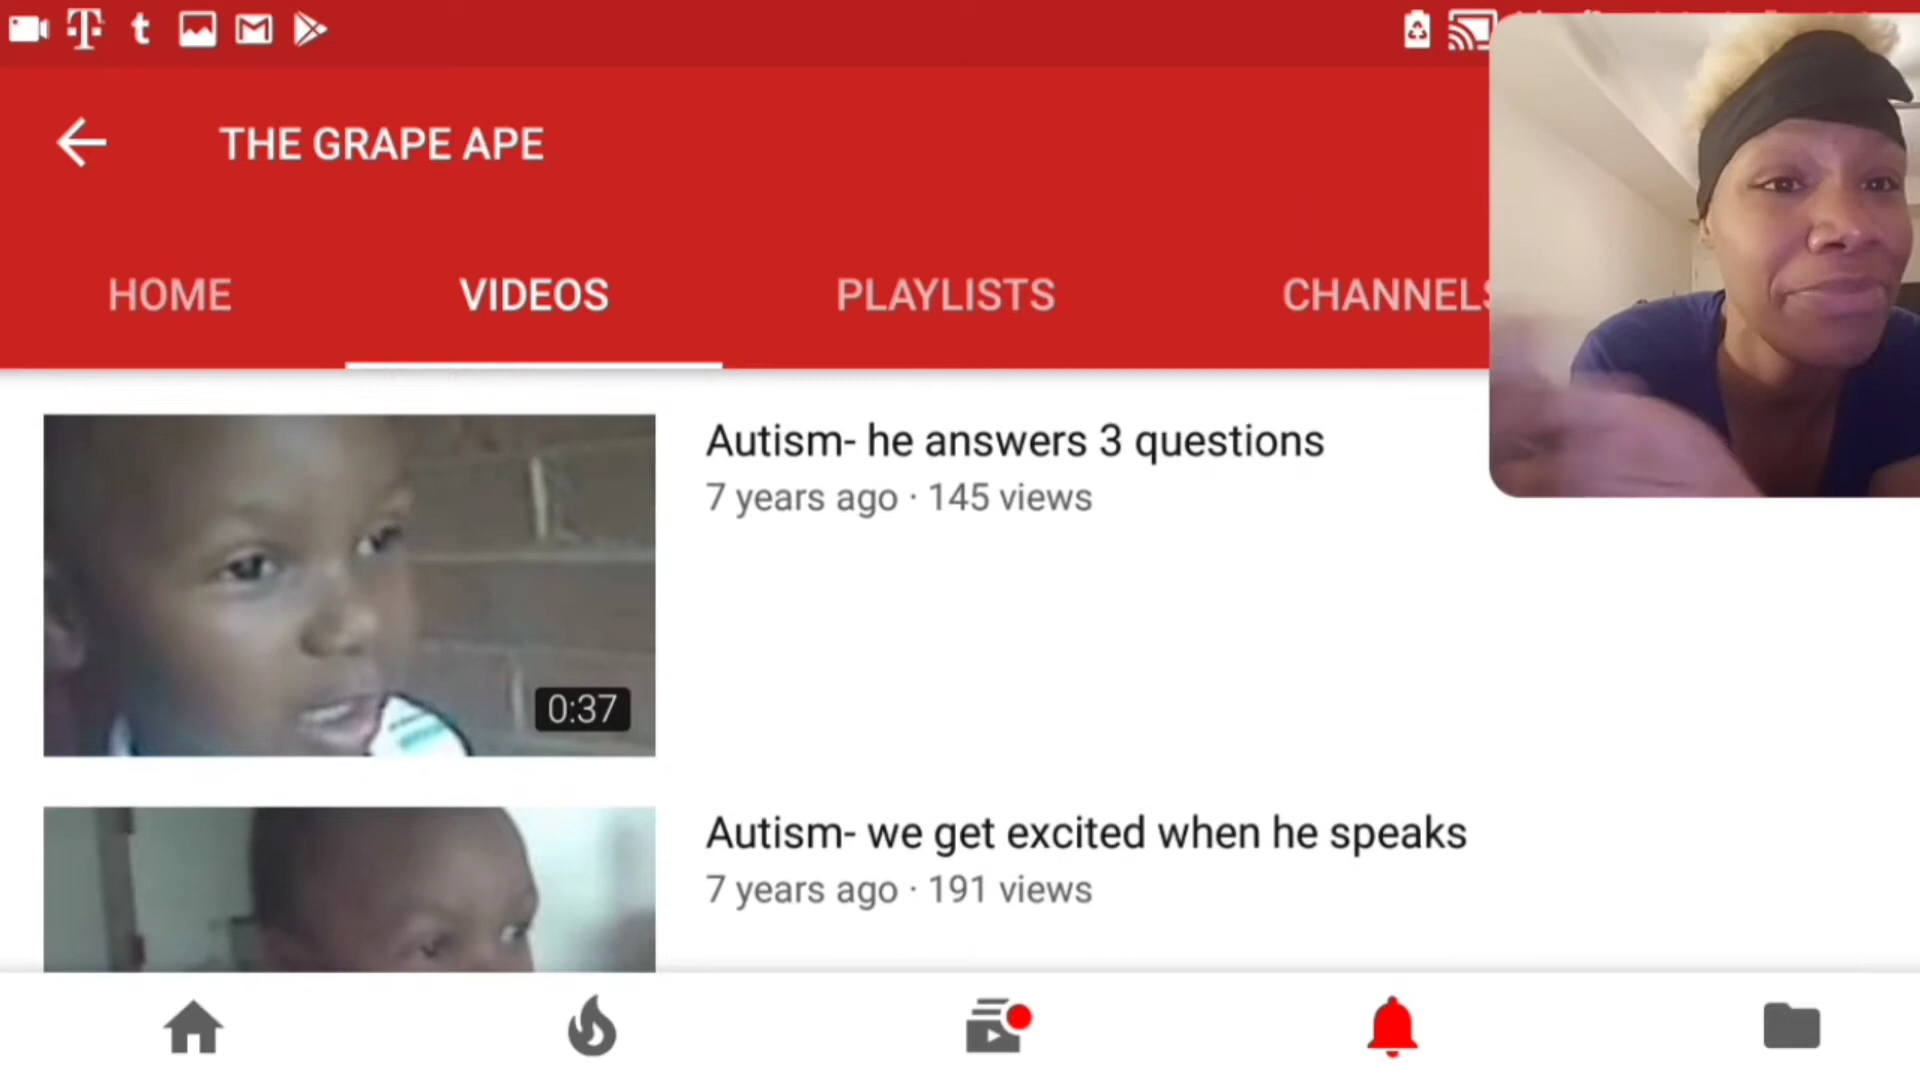 THE GRAPE APE
HOME VIDEOS PLAYLISTS CHANNELS
Autism- he answers 3 questions
7 years ago · 145 views
0:37
Autism- we get excited when he speaks
7 years ago · 191 views